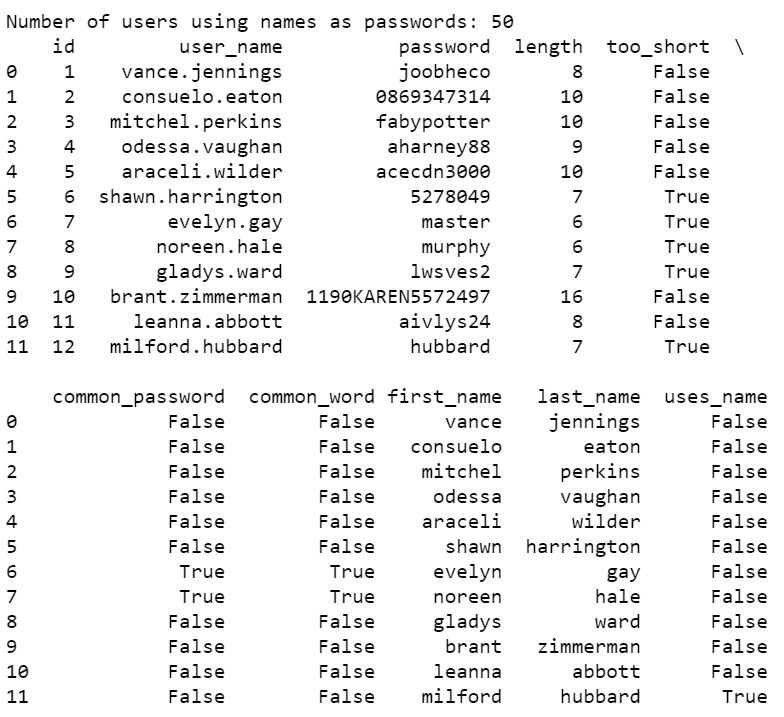 Number of users using names as passwords: 50
    id        user_name          password  length  too_short  \
0    1   vance.jennings          joobheco       8      False
1    2   consuelo.eaton        0869347314      10      False
2    3  mitchel.perkins        fabypotter      10      False
3    4   odessa.vaughan         aharney88       9      False
4    5   araceli.wilder        acecdn3000      10      False
5    6  shawn.harrington          5278049       7       True
6    7       evelyn.gay            master       6       True
7    8      noreen.hale            murphy       6       True
8    9      gladys.ward           lwsves2       7       True
9   10  brant.zimmerman  1190KAREN5572497      16      False
10  11    leanna.abbott          aivlys24       8      False
11  12  milford.hubbard           hubbard       7       True
    common_password  common_word first_name   last_name  uses_name
0             False        False      vance    jennings      False
1             False        False   consuelo       eaton      False
2             False        False    mitchel     perkins      False
3             False        False     odessa     vaughan      False
4             False        False    araceli      wilder      False
5             False        False      shawn  harrington      False
6              True         True     evelyn         gay      False
7              True         True     noreen        hale      False
8             False        False     gladys        ward      False
9             False        False      brant   zimmerman      False
10            False        False     leanna      abbott      False
11            False        False    milford     hubbard       True